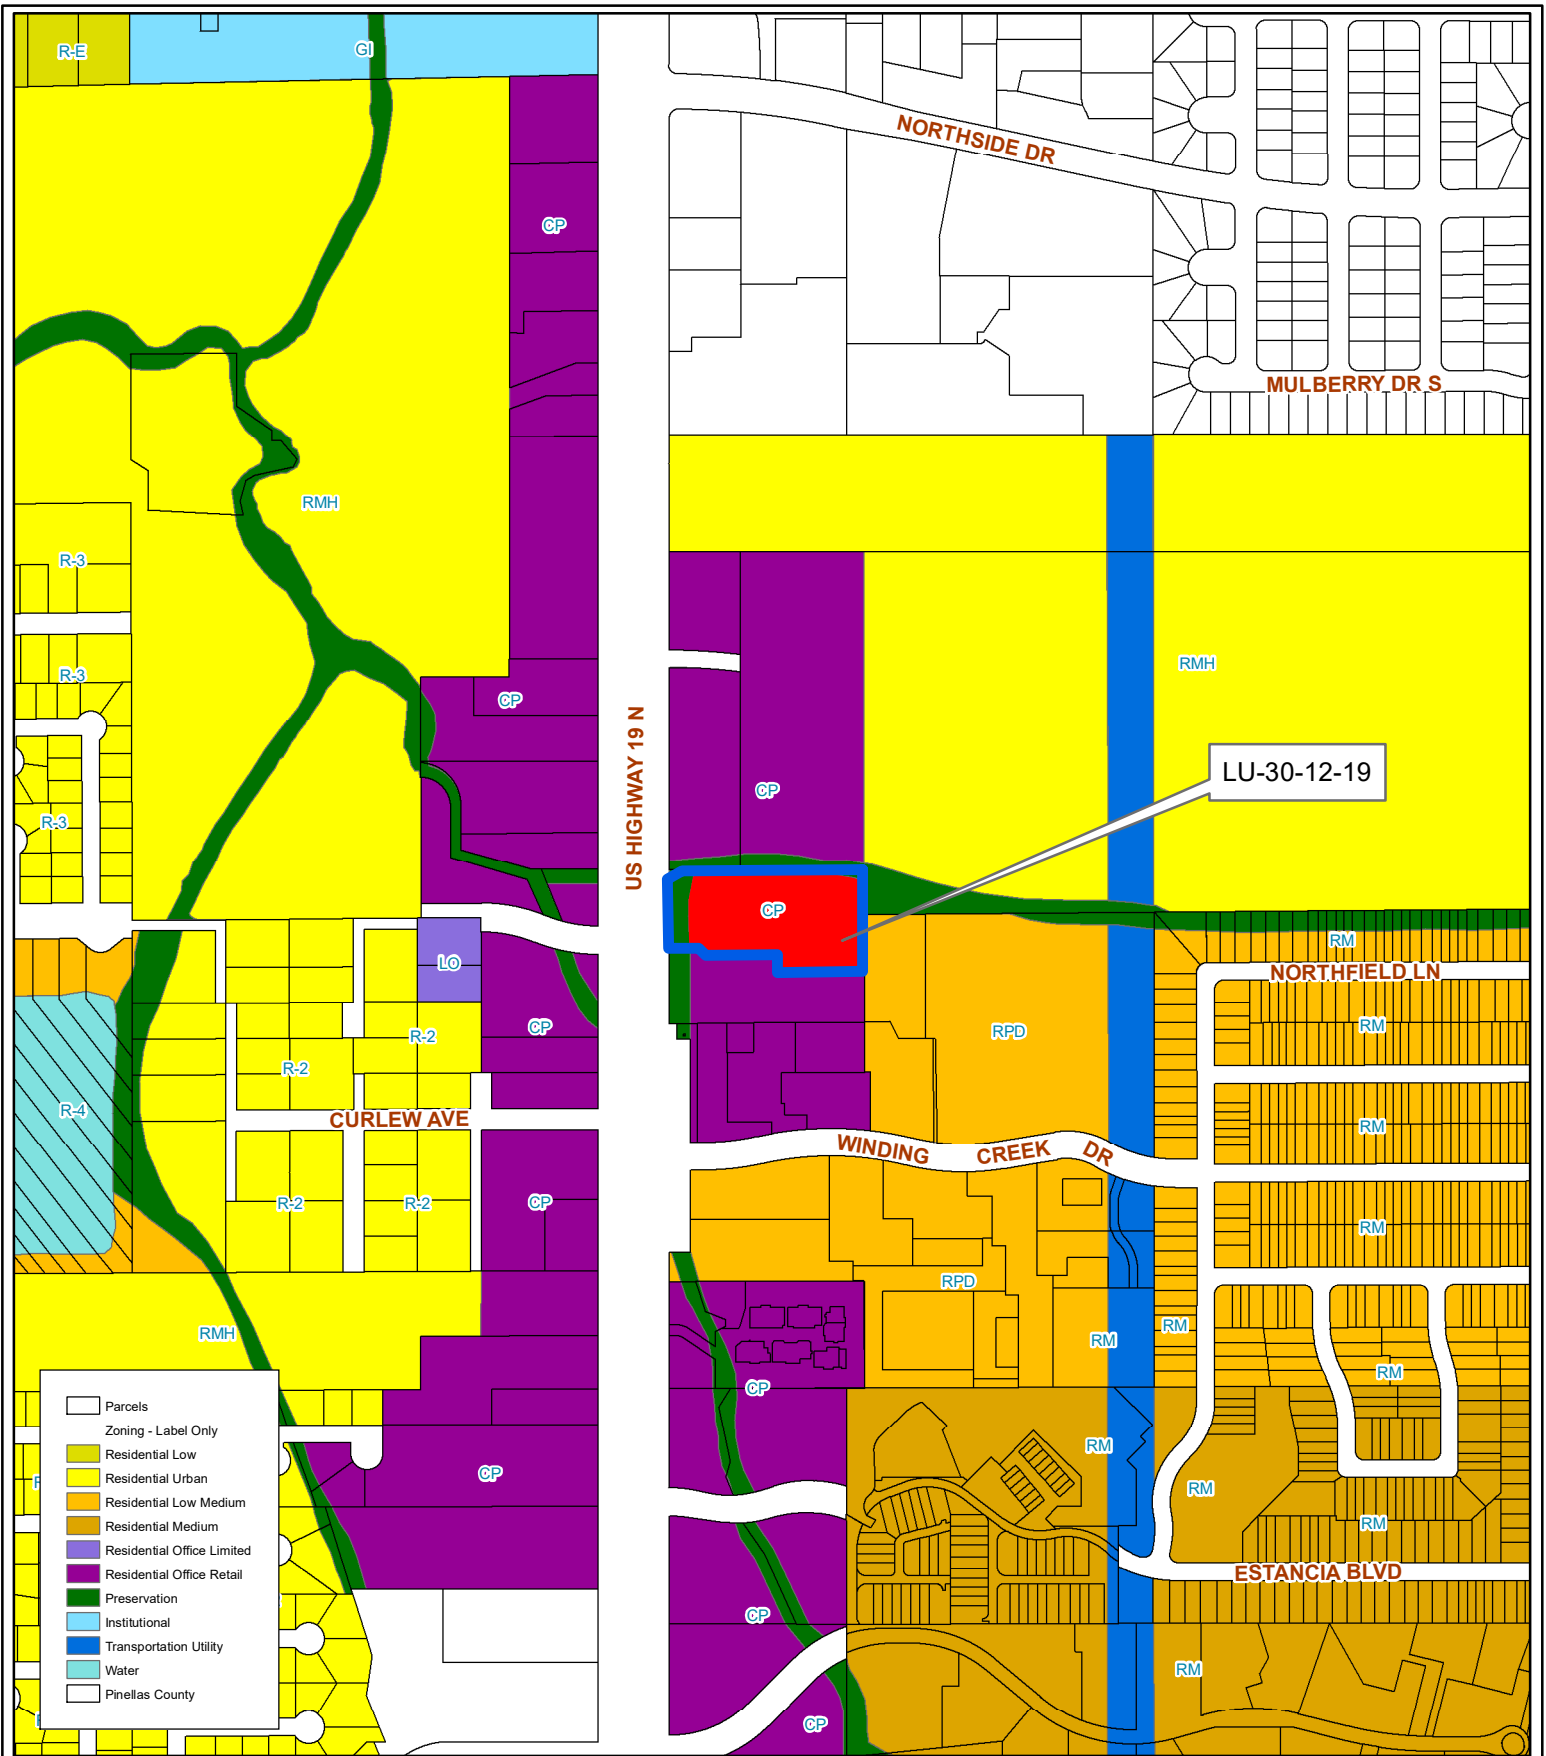 R-E
GI
NORTHSIDE DR
CP
MULBERRY DR S
RMH
R-3
RMH
R-3
CP
US HIGHWAY 19 N
LU-30-12-19
CP
R-3
CP
RM
LO
NORTHFIELD LN
CP
RM
RPD
R-2
R-2
R-4
CURLEW AVE
RM
WINDING CREEK DR
R-2
R-2
CP
RM
RPD
RMH
RM
RM
RM
CP
RM
CP
RM
RM
ESTANCIA BLVD
CP
RM
CP
Parcels
Zoning - Label Only
Residential Low
Residential Urban
Residential Low Medium
Residential Medium
Residential Office Limited
Residential Office Retail
Preservation
Institutional
Transportation Utility
Water
Pinellas County